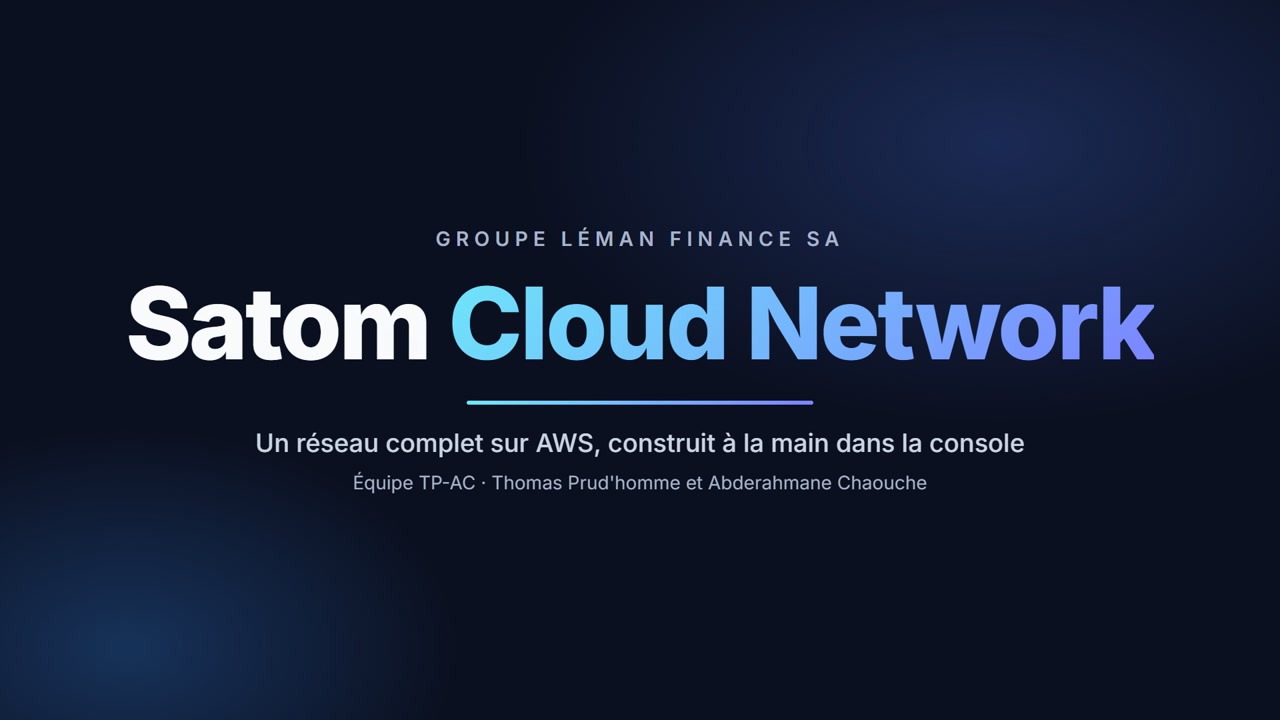 GROUPE LÉMAN FINANCE SA
Satom Cloud Network
Un réseau complet sur AWS, construit à la main dans la console
Équipe TP-AC · Thomas Prud'homme et Abderahmane Chaouche